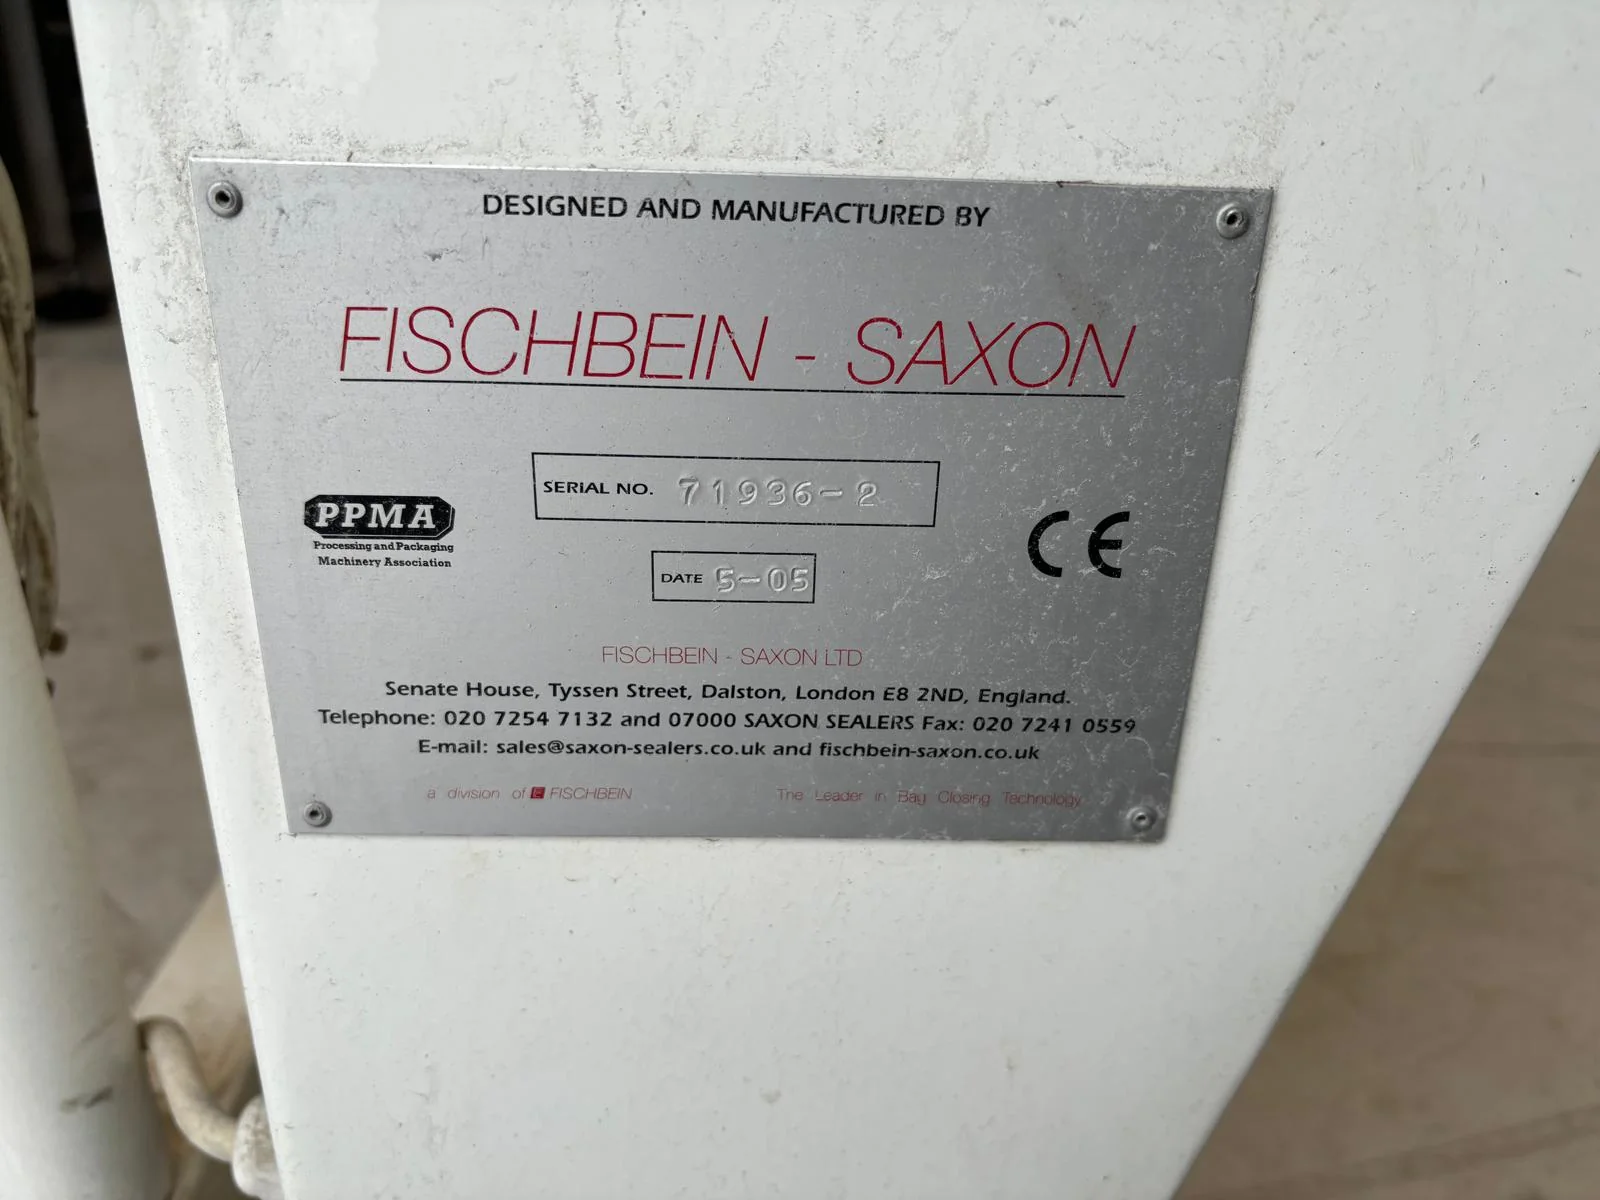 DESIGNED AND MANUFACTURED BY
FISCHBEIN - SAXON
SERIAL NO. 71936-2
PPMA
Processing and Packaging
Machinery Association
CE
DATE 5-05
FISCHBEIN - SAXON LTD
Senate House, Tyssen Street, Dalston, London E8 2ND, England.
Telephone: 020 7254 7132 and 07000 SAXON SEALERS Fax: 020 7241 0559
E-mail: sales@saxon-sealers.co.uk and fischbein-saxon.co.uk
a division of FISCHBEIN The Leader in Bag Closing Technology